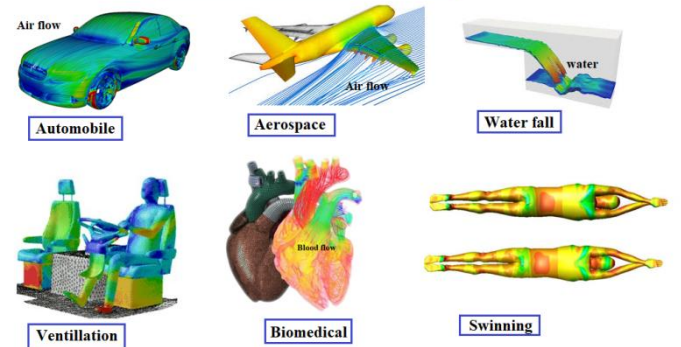 Air flow
Automobile
Air flow
Aerospace
water
Water fall
Ventillation
Blood flow
Biomedical
Swinning